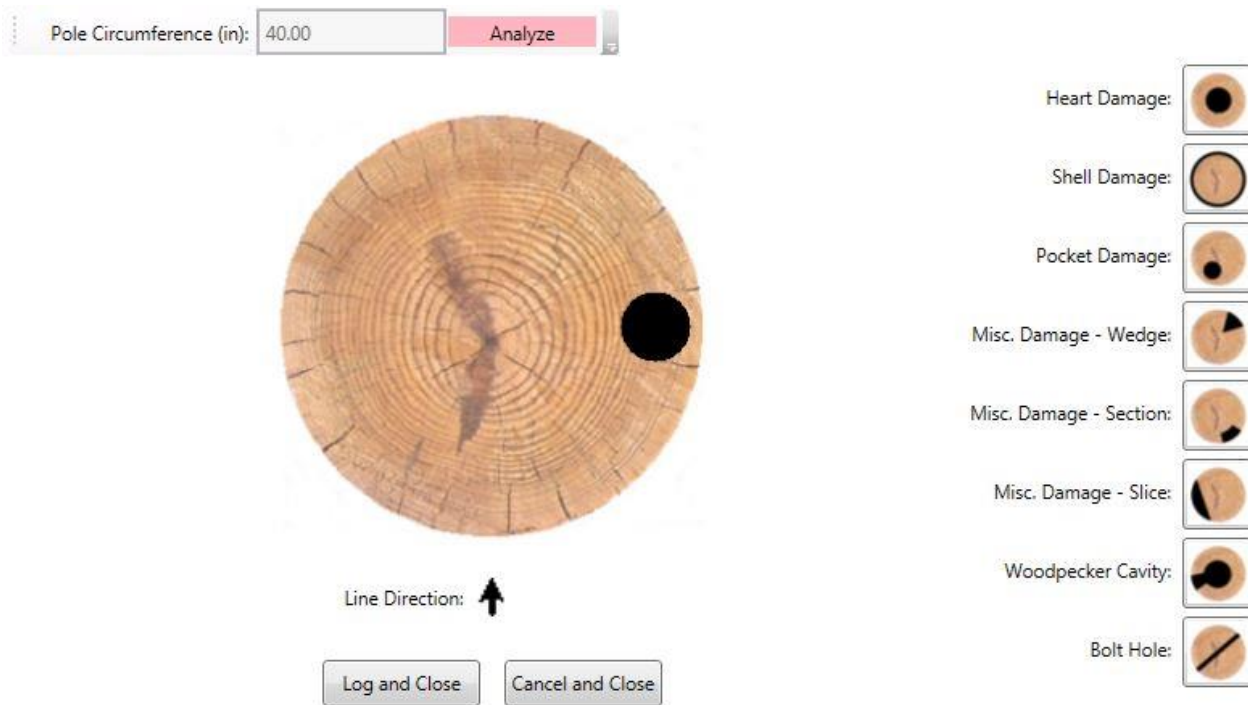 Pole Circumference (in): 40.00 Analyze
Heart Damage:
Shell Damage:
Pocket Damage:
Misc. Damage - Wedge:
Misc. Damage - Section:
Misc. Damage - Slice:
Woodpecker Cavity:
Bolt Hole:
Line Direction:
Log and Close Cancel and Close